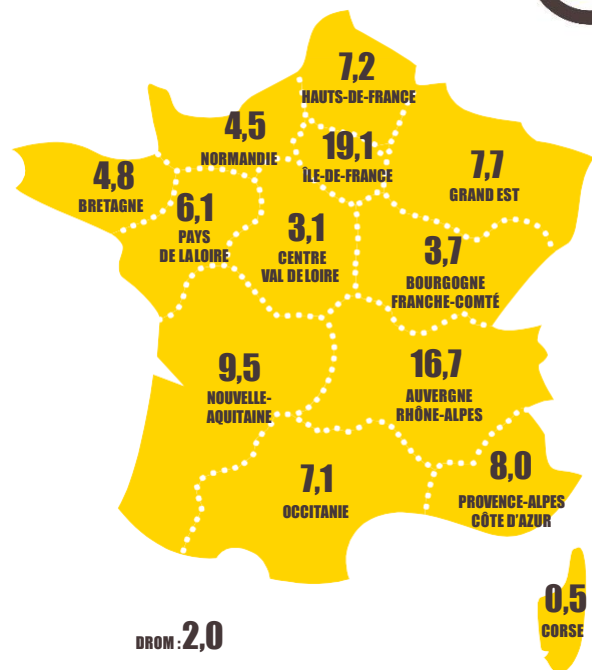 7,2
HAUTS-DE-FRANCE
4,5
NORMANDIE
19,1
ÎLE-DE-FRANCE
7,7
GRAND EST
4,8
BRETAGNE
6,1
PAYS
DE LA LOIRE
3,1
CENTRE
VAL DE LOIRE
3,7
BOURGOGNE
FRANCHE-COMTÉ
9,5
NOUVELLE-
AQUITAINE
16,7
AUVERGNE
RHÔNE-ALPES
7,1
OCCITANIE
8,0
PROVENCE-ALPES
CÔTE D'AZUR
0,5
CORSE
DROM : 2,0